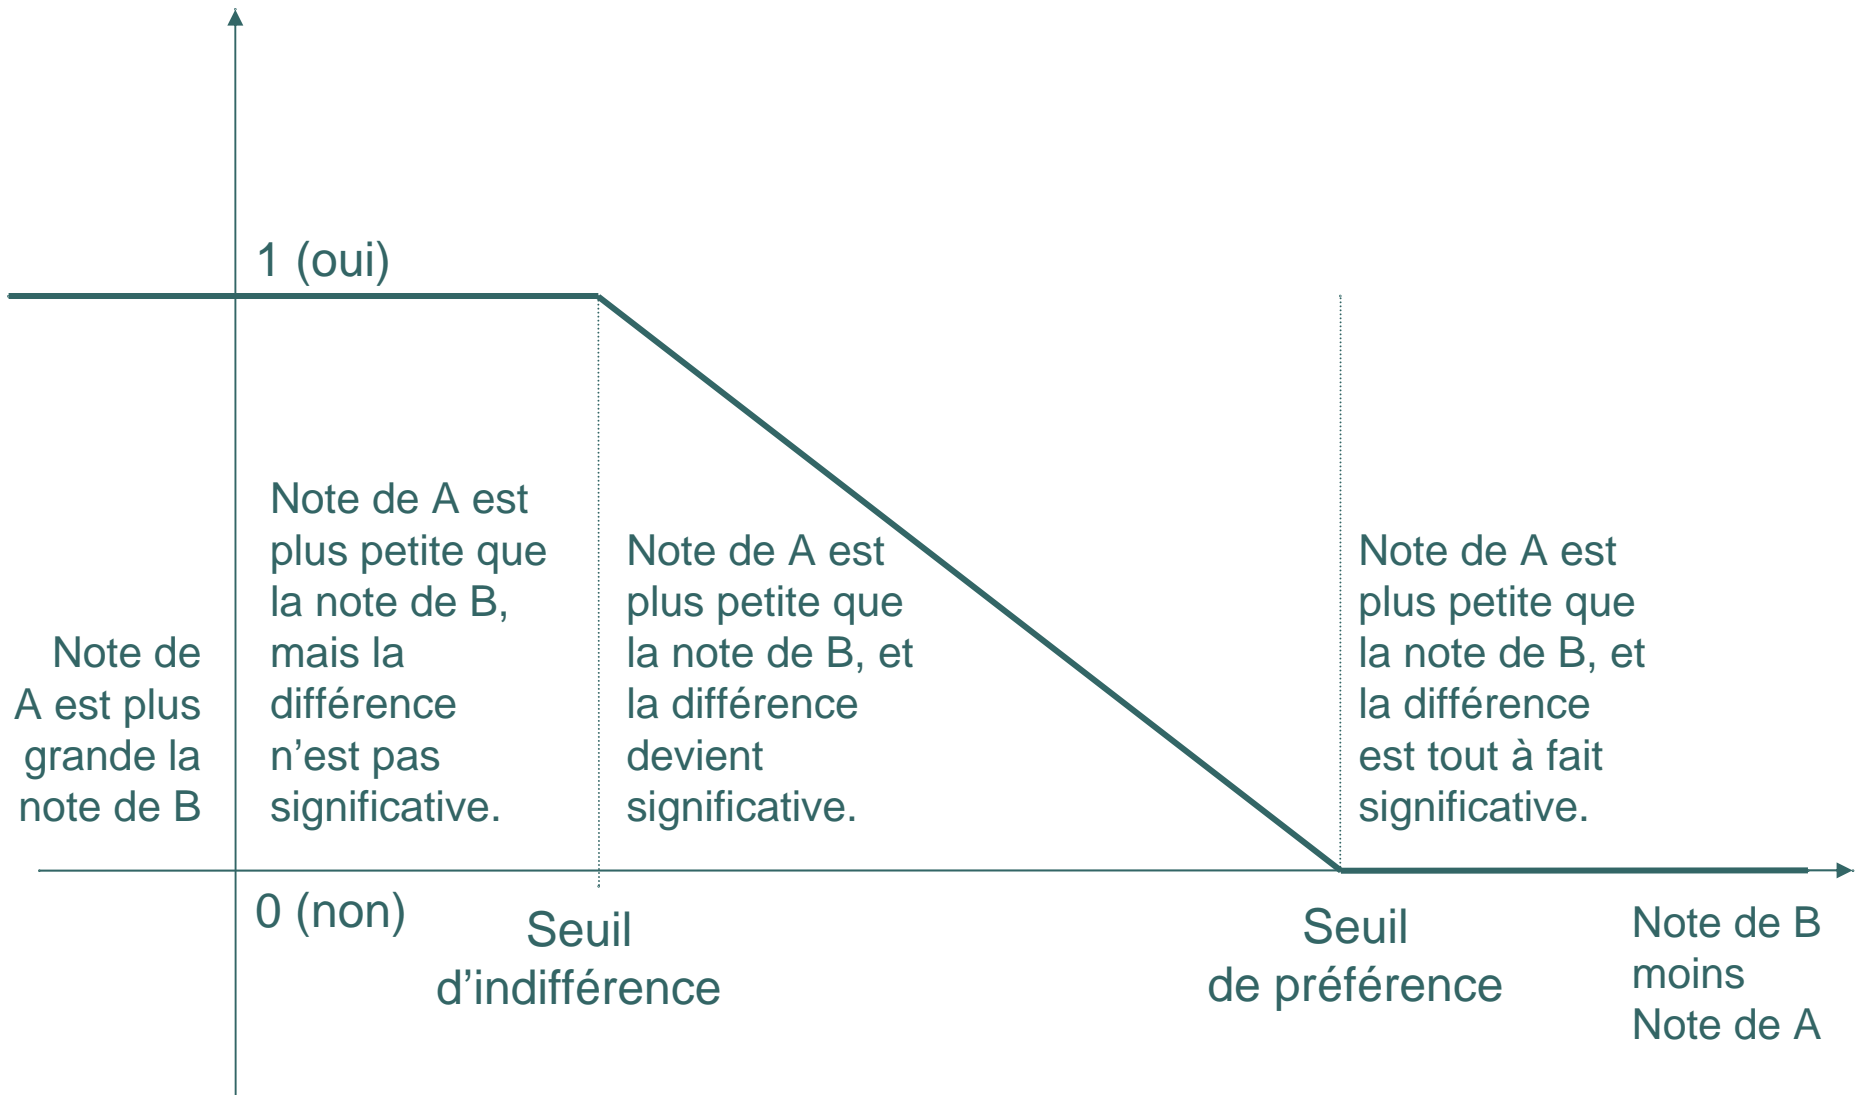 1 (oui)
Note de
A est plus
grande la
note de B
Note de A est
plus petite que
la note de B,
mais la
différence
n’est pas
significative.
Note de A est
plus petite que
la note de B, et
la différence
devient
significative.
Note de A est
plus petite que
la note de B, et
la différence
est tout à fait
significative.
0 (non)
Seuil
d’indifférence
Seuil
de préférence
Note de B
moins
Note de A